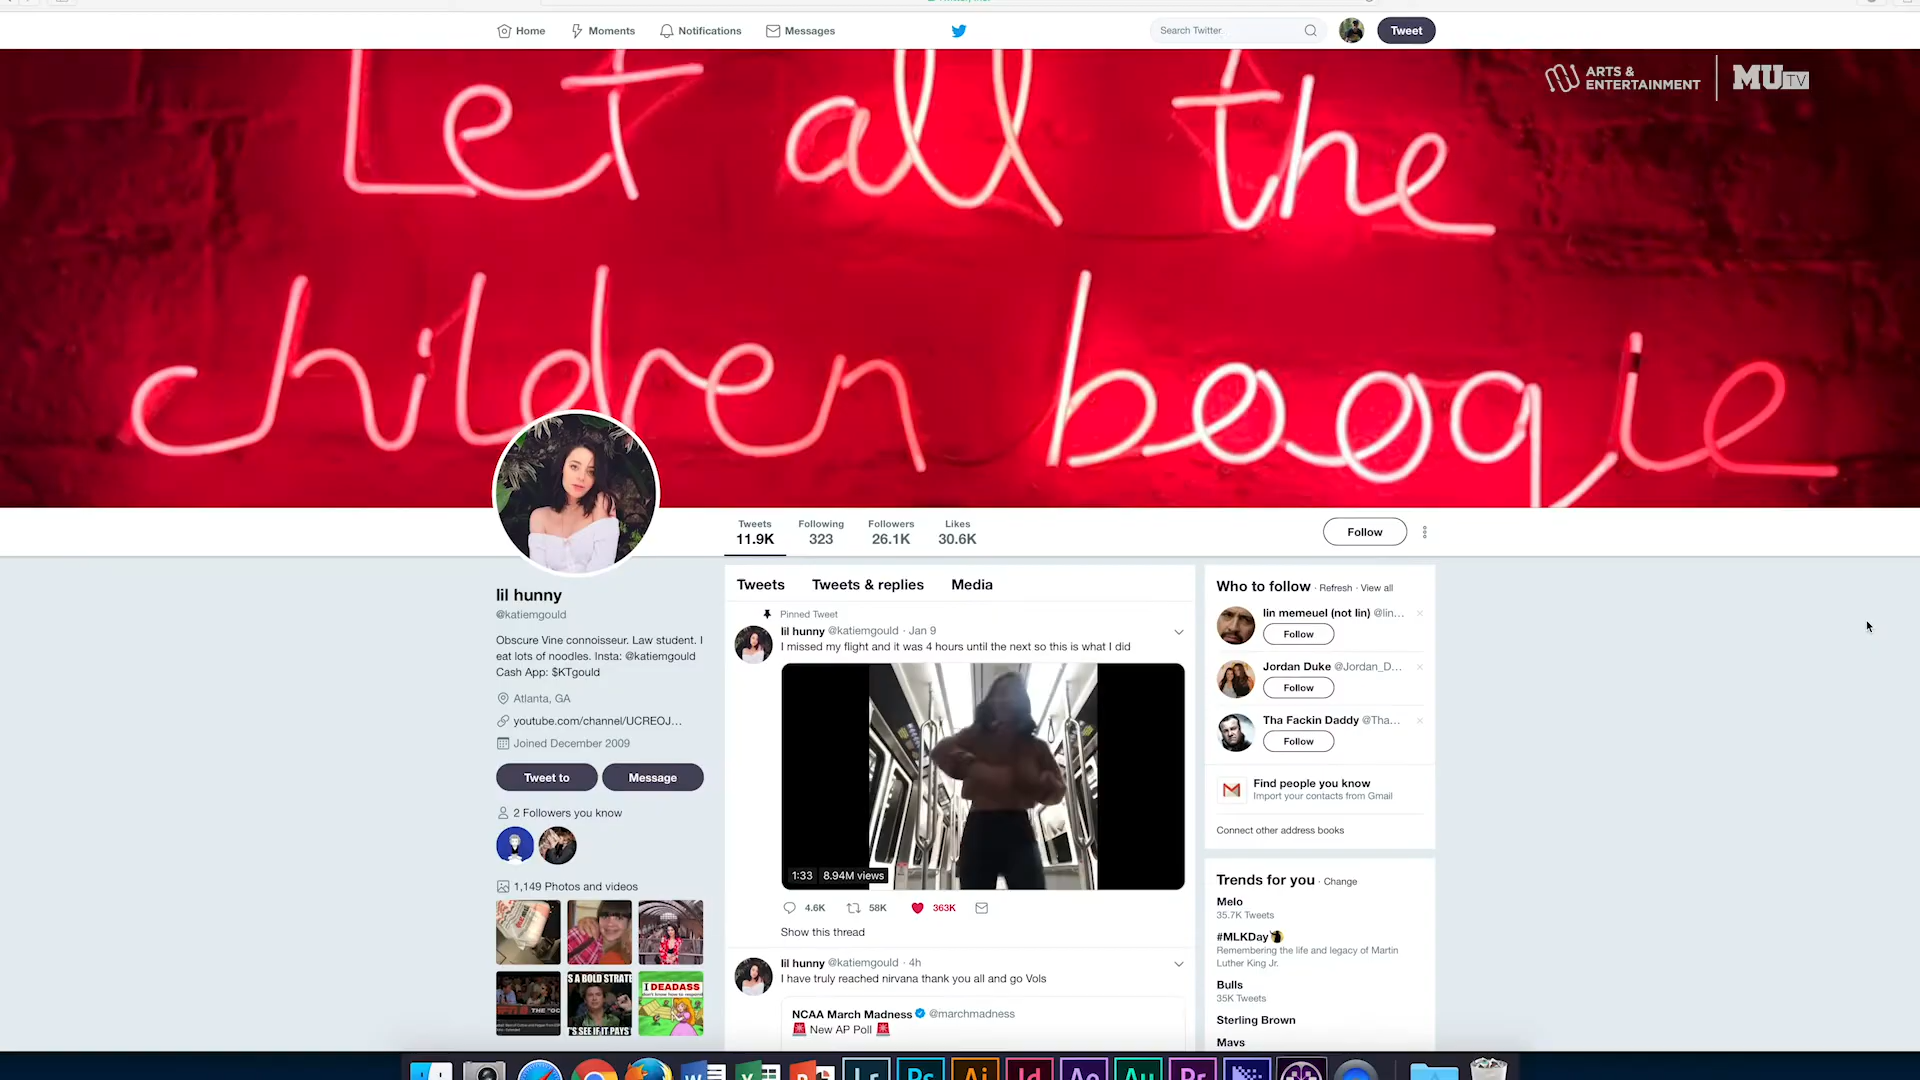 Home
Moments
Notifications
Messages
Search Twitter
Tweet
ARTS &
ENTERTAINMENT
MUTV
Let all the
children boogie
Tweets
11.9K
Following
323
Followers
26.1K
Likes
30.6K
Follow
lil hunny
@katiemgould
Obscure Vine connoisseur. Law student. I
eat lots of noodles. Insta: @katiemgould
Cash App: $KTgould
Atlanta, GA
youtube.com/channel/UCREOJ...
Joined December 2009
Tweet to
Message
2 Followers you know
1,149 Photos and videos
S A BOLD STRATE
'S SEE IF IT PAYS
I DEADASS
Tweets Tweets & replies Media
Pinned Tweet
lil hunny @katiemgould · Jan 9
I missed my flight and it was 4 hours until the next so this is what I did
1:33 8.94M views
4.6K 58K 363K
Show this thread
lil hunny @katiemgould · 4h
I have truly reached nirvana thank you all and go Vols
NCAA March Madness @marchmadness
New AP Poll
Who to follow · Refresh · View all
lin memeuel (not lin) @lin...
Follow
Jordan Duke @Jordan_D...
Follow
Tha Fackin Daddy @Tha...
Follow
Find people you know
Import your contacts from Gmail
Connect other address books
Trends for you · Change
Melo
35.7K Tweets
#MLKDay
Remembering the life and legacy of Martin
Luther King Jr.
Bulls
35K Tweets
Sterling Brown
Mavs
Lr
Ps
Ai
Id
Ae
Au
Pr